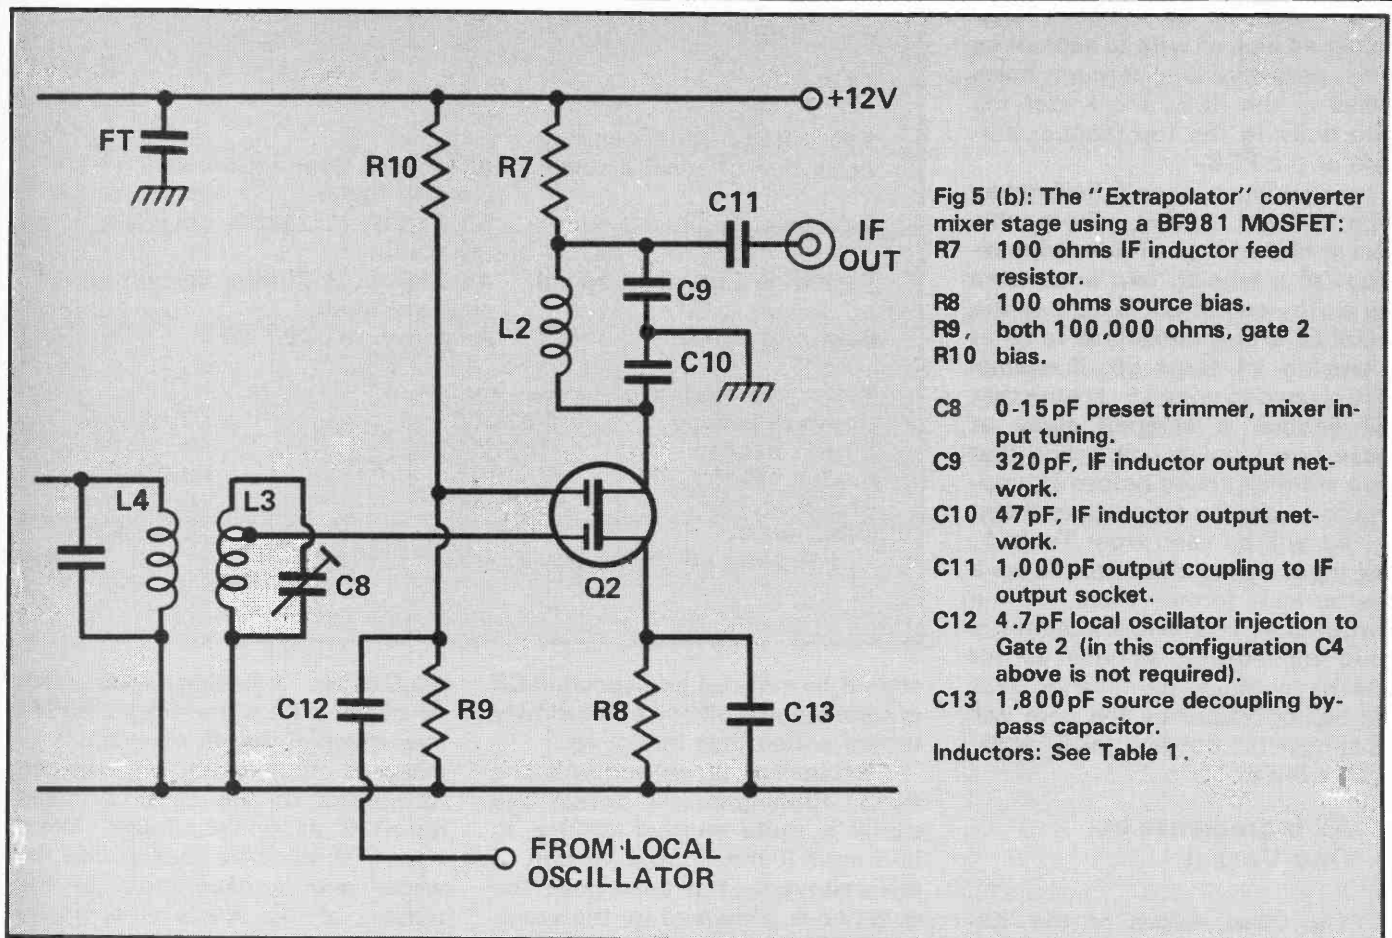 +12V
FT
R10
R7
C11
IF
OUT
C9
L2
C10
L4
L3
C8
Q2
C12
R9
R8
C13
FROM LOCAL
OSCILLATOR
Fig 5 (b): The "Extrapolator" converter
mixer stage using a BF981 MOSFET:
R7 100 ohms IF inductor feed
resistor.
R8 100 ohms source bias.
R9, both 100,000 ohms, gate 2
R10 bias.
C8 0-15pF preset trimmer, mixer in-
put tuning.
C9 320pF, IF inductor output net-
work.
C10 47pF, IF inductor output net-
work.
C11 1,000pF output coupling to IF
output socket.
C12 4.7pF local oscillator injection to
Gate 2 (in this configuration C4
above is not required).
C13 1,800pF source decoupling by-
pass capacitor.
Inductors: See Table 1.